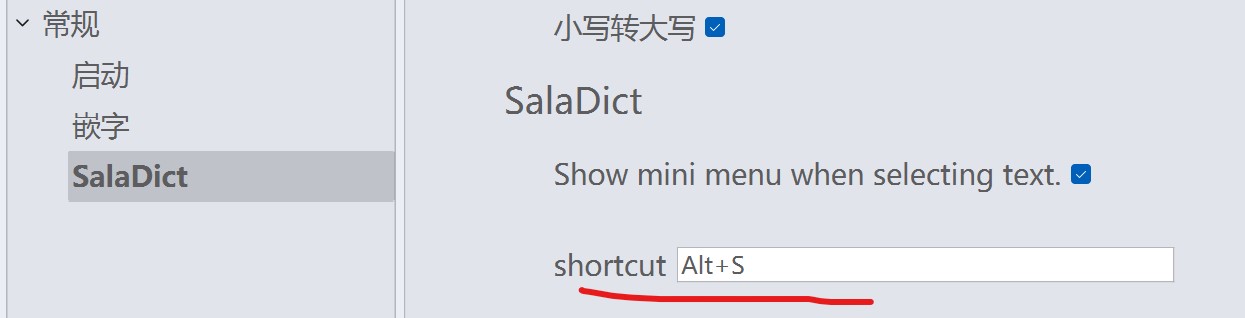 常规
启动
嵌字
SalaDict
小写转大写
SalaDict
Show mini menu when selecting text.
shortcut Alt+S